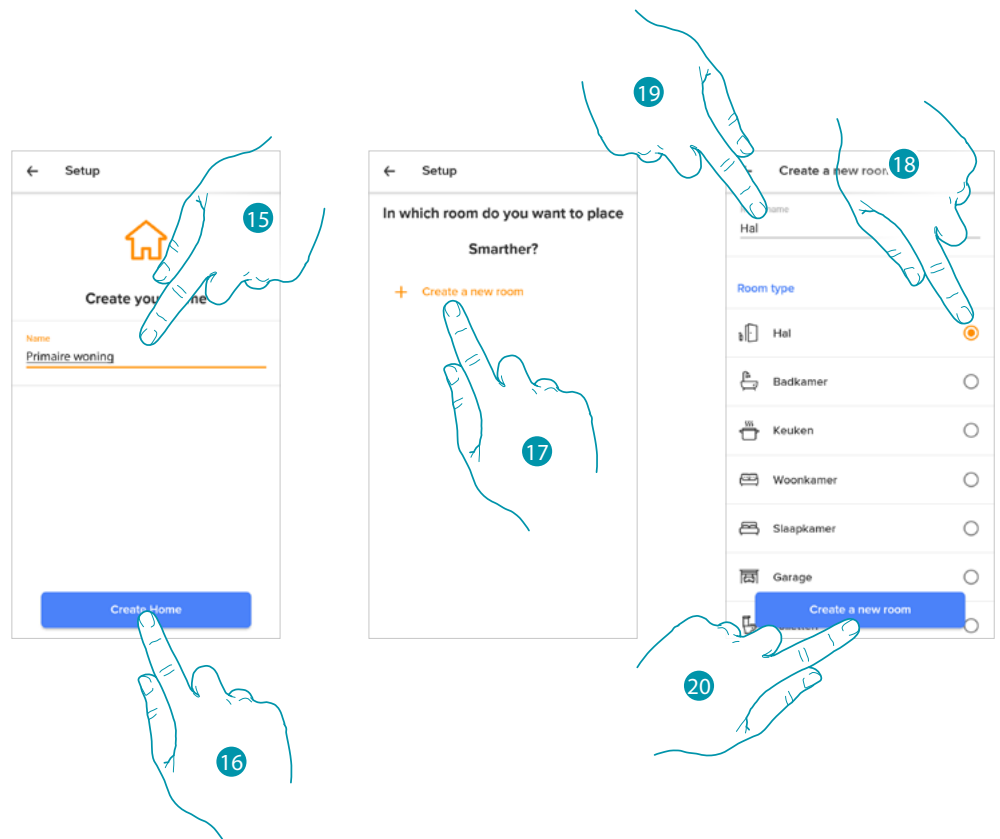 19
18
← Setup
15
Create you
me
Name
Primaire woning
Create Home
16
← Setup
In which room do you want to place
Smarther?
+ Create a new room
17
Create a new room
name
Hal
Room type
Hal
Badkamer
Keuken
Woonkamer
Slaapkamer
Garage
Create a new room
20